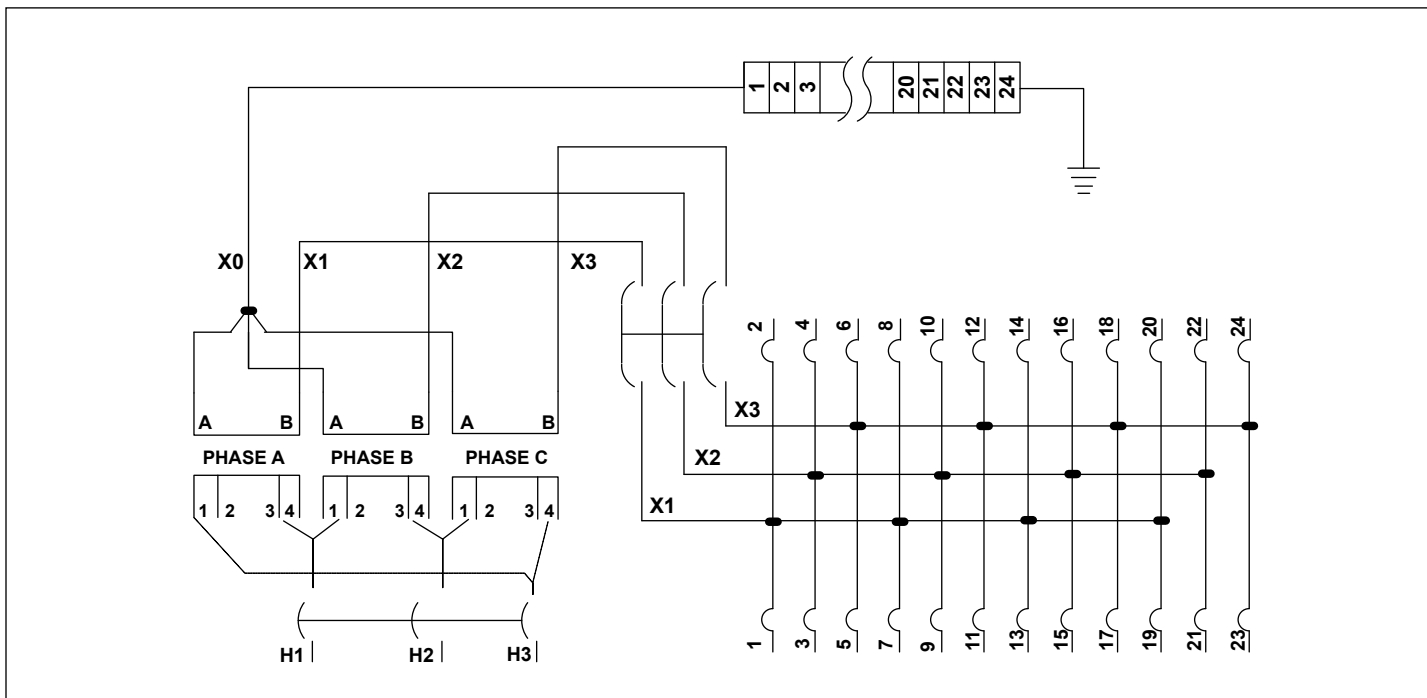 1 2 3 20 21 22 23 24
X0 X1 X2 X3
2 4 6 8 10 12 14 16 18 20 22 24
X3
A B A B A B
PHASE A PHASE B PHASE C
X2
X1
1 2 3 4 1 2 3 4 1 2 3 4
1 3 5 7 9 11 13 15 17 19 21 23
H1 H2 H3